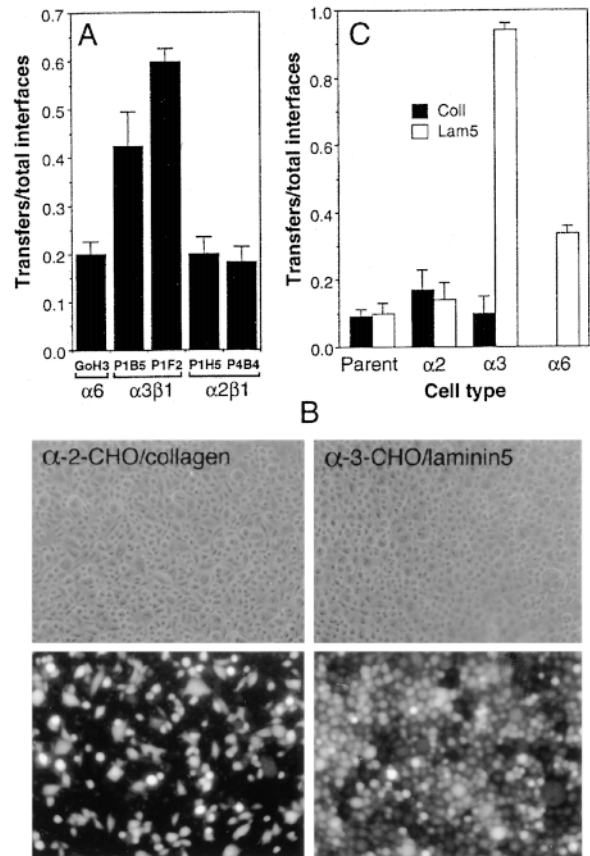 A
Transfers/total interfaces
0.7
0.6
0.5
0.4
0.3
0.2
0.1
0.0
GoH3 P1B5 P1F2 P1H5 P4B4
α6 α3β1 α2β1
C
Transfers/total interfaces
1.0
0.8
0.6
0.4
0.2
0.0
Coll
Lam5
Parent α2 α3 α6
Cell type
B
α-2-CHO/collagen
α-3-CHO/laminin5